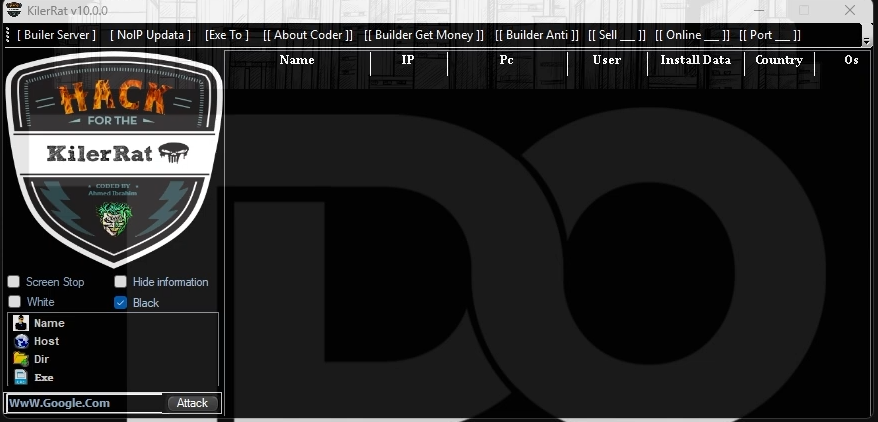 KilerRat v10.0.0
[ Builer Server ] [ NoIP Updata ] [Exe To ] [[ About Coder ]] [[ Builder Get Money ]] [[ Builder Anti ]] [[ Sell ___ ]] [[ Online ___ ]] [[ Port ___ ]]
Name IP Pc User Install Data Country Os
HACK
FOR THE
KilerRat
• CODED BY •
Ahmed Ibrahim
Screen Stop Hide information
White Black
Name
Host
Dir
Exe
WwW.Google.Com Attack